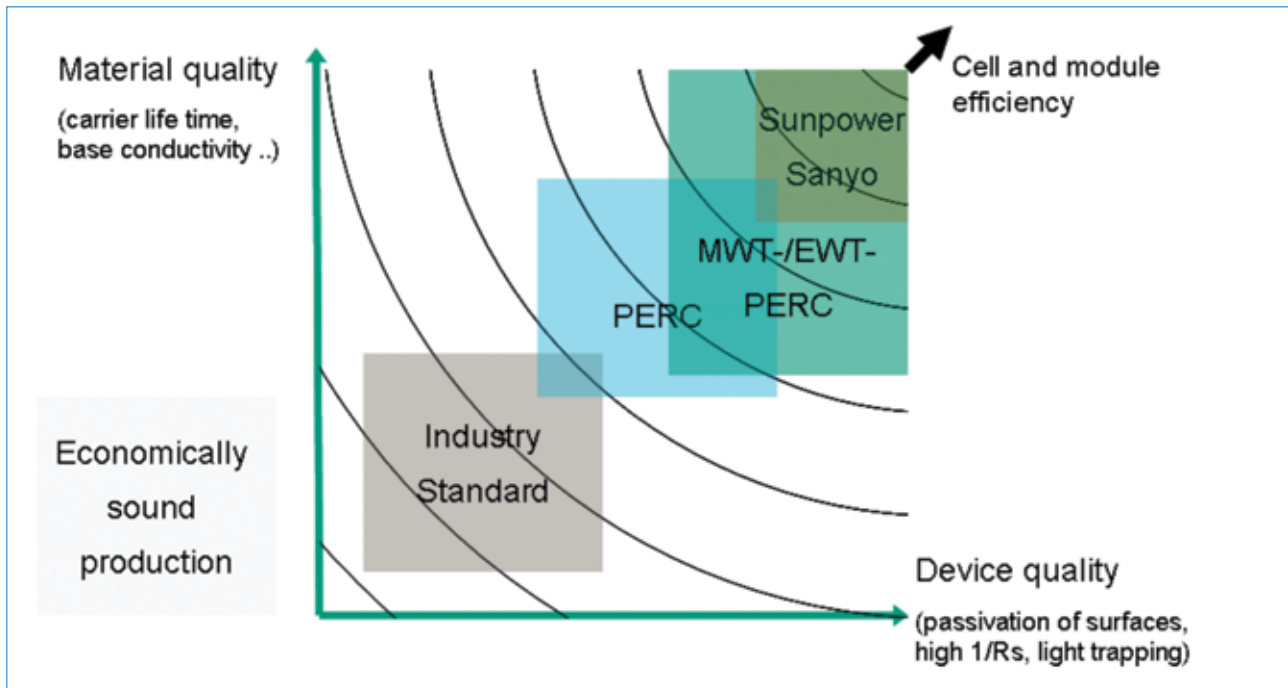 Material quality
(carrier life time,
base conductivity ..)
Cell and module
efficiency
Sunpower
Sanyo
MWT-/EWT-
PERC
PERC
Industry
Standard
Economically
sound
production
Device quality
(passivation of surfaces,
high 1/Rs, light trapping)